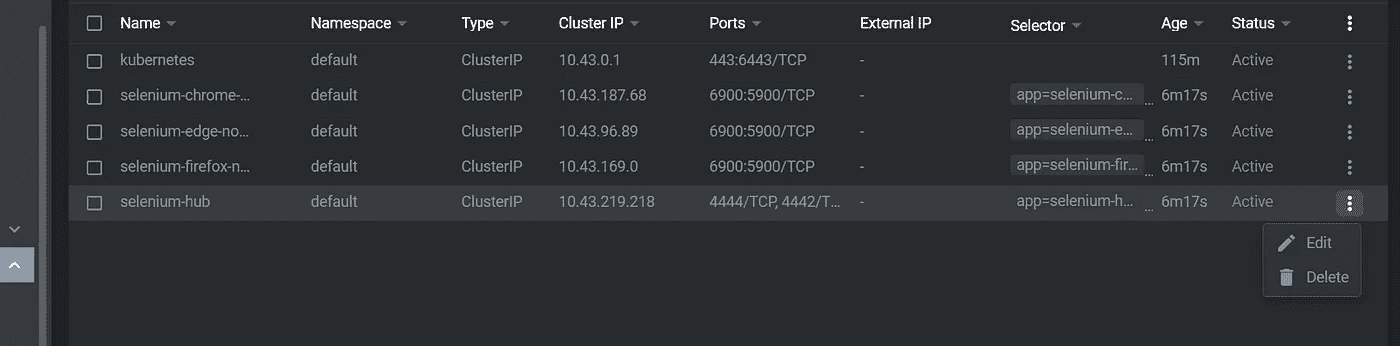 Name Namespace Type Cluster IP Ports External IP Selector Age Status
kubernetes default ClusterIP 10.43.0.1 443:6443/TCP - 115m Active
selenium-chrome-... default ClusterIP 10.43.187.68 6900:5900/TCP - app=selenium-c... ... 6m17s Active
selenium-edge-no... default ClusterIP 10.43.96.89 6900:5900/TCP - app=selenium-e... ... 6m17s Active
selenium-firefox-n... default ClusterIP 10.43.169.0 6900:5900/TCP - app=selenium-fir... ... 6m17s Active
selenium-hub default ClusterIP 10.43.219.218 4444/TCP, 4442/T... - app=selenium-h... ... 6m17s Active
Edit
Delete